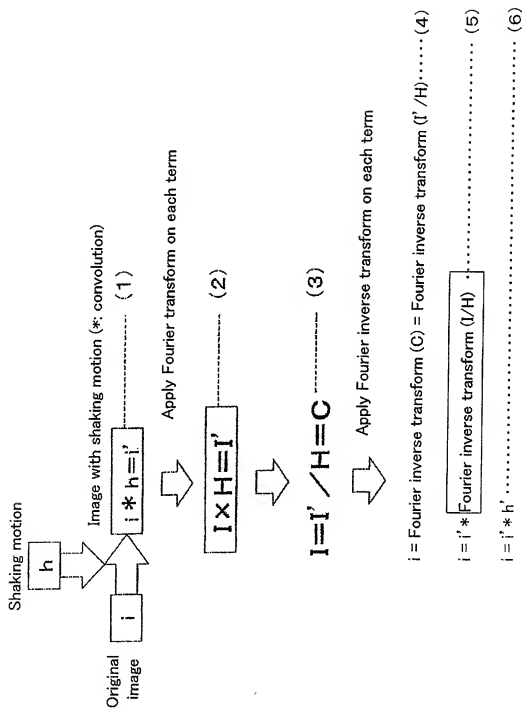 Shaking motion
h
Original
image
i
Image with shaking motion (*: convolution)
i * h=i' (1)
Apply Fourier transform on each term
I×H=I' (2)
I=I' /H=C (3)
Apply Fourier inverse transform on each term
i = Fourier inverse transform (C) = Fourier inverse transform (I' /H) (4)
i = i' * Fourier inverse transform (I/H) (5)
i = i' * h' (6)